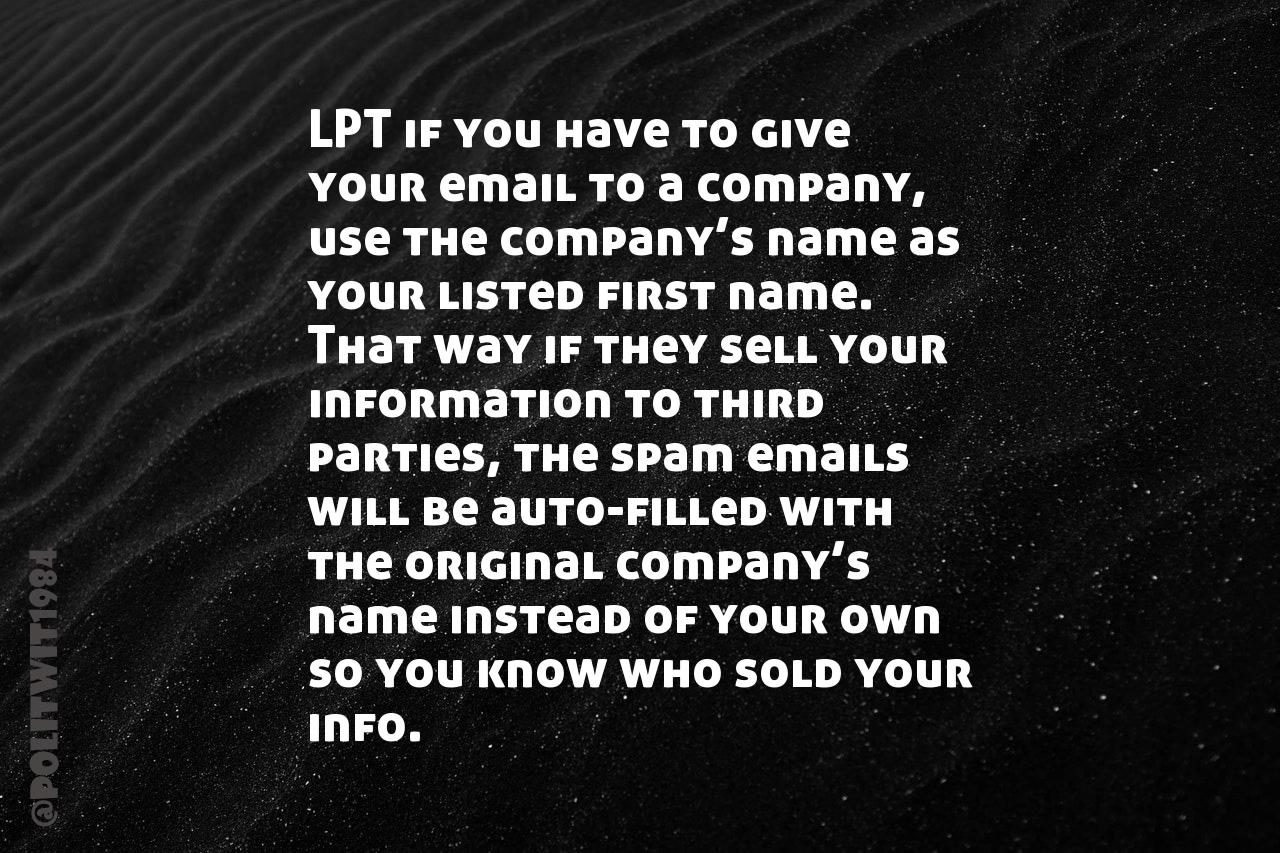 LPT if you have to give
your email to a company,
use the company's name as
your listed first name.
That way if they sell your
information to third
parties, the spam emails
will be auto-filled with
the original company's
name instead of your own
so you know who sold your
info.
@POLITWIT1984